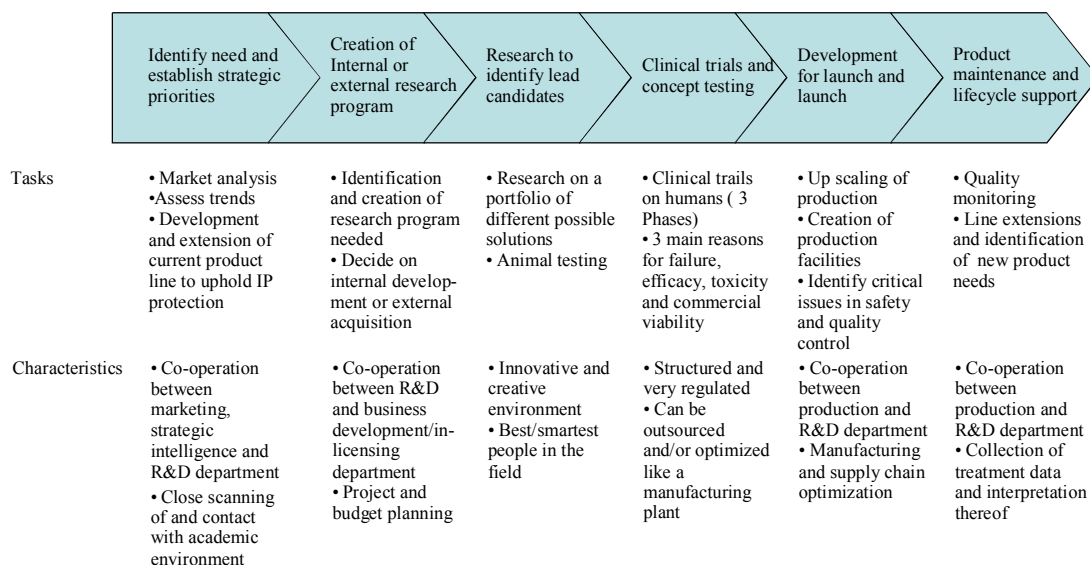 Identify need and
establish strategic
priorities
Creation of
Internal or
external research
program
Research to
identify lead
candidates
Clinical trials and
concept testing
Development
for launch and
launch
Product
maintenance and
lifecycle support
Tasks
• Market analysis
•Assess trends
• Development
and extension of
current product
line to uphold IP
protection
• Identification
and creation of
research program
needed
• Decide on
internal develop-
ment or external
acquisition
• Research on a
portfolio of
different possible
solutions
• Animal testing
• Clinical trails
on humans ( 3
Phases)
• 3 main reasons
for failure,
efficacy, toxicity
and commercial
viability
• Up scaling of
production
• Creation of
production
facilities
• Identify critical
issues in safety
and quality
control
• Quality
monitoring
• Line extensions
and identification
of new product
needs
Characteristics
• Co-operation
between
marketing,
strategic
intelligence and
R&D department
• Close scanning
of and contact
with academic
environment
• Co-operation
between R&D
and business
development/in-
licensing
department
• Project and
budget planning
• Innovative and
creative
environment
• Best/smartest
people in the
field
• Structured and
very regulated
• Can be
outsourced
and/or optimized
like a
manufacturing
plant
• Co-operation
between
production and
R&D department
• Manufacturing
and supply chain
optimization
• Co-operation
between
production and
R&D department
• Collection of
treatment data
and interpretation
thereof